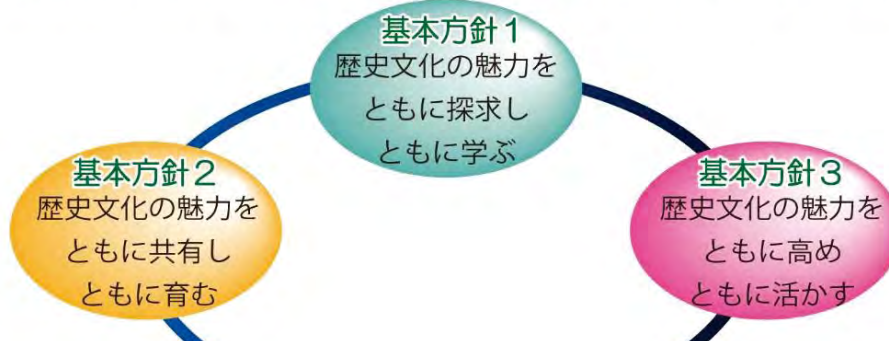 基本方針1
歴史文化の魅力を
ともに探求し
ともに学ぶ
基本方針2
歴史文化の魅力を
ともに共有し
ともに育む
基本方針3
歴史文化の魅力を
ともに高め
ともに活かす